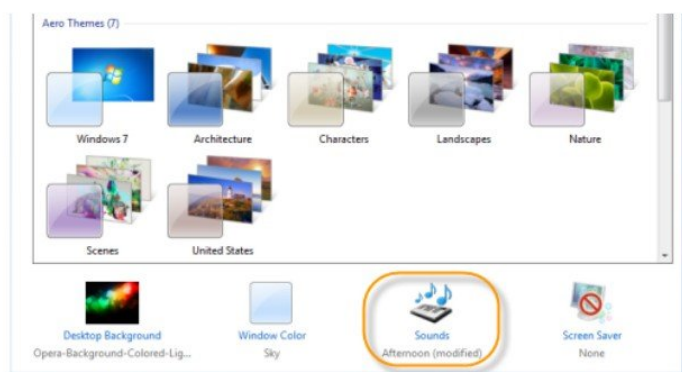 Aero Themes (7)
Windows 7 Architecture Characters Landscapes Nature
Scenes United States
Desktop Background Window Color Sounds Screen Saver
Opera-Background-Colored-Lig... Sky Afternoon (modified) None